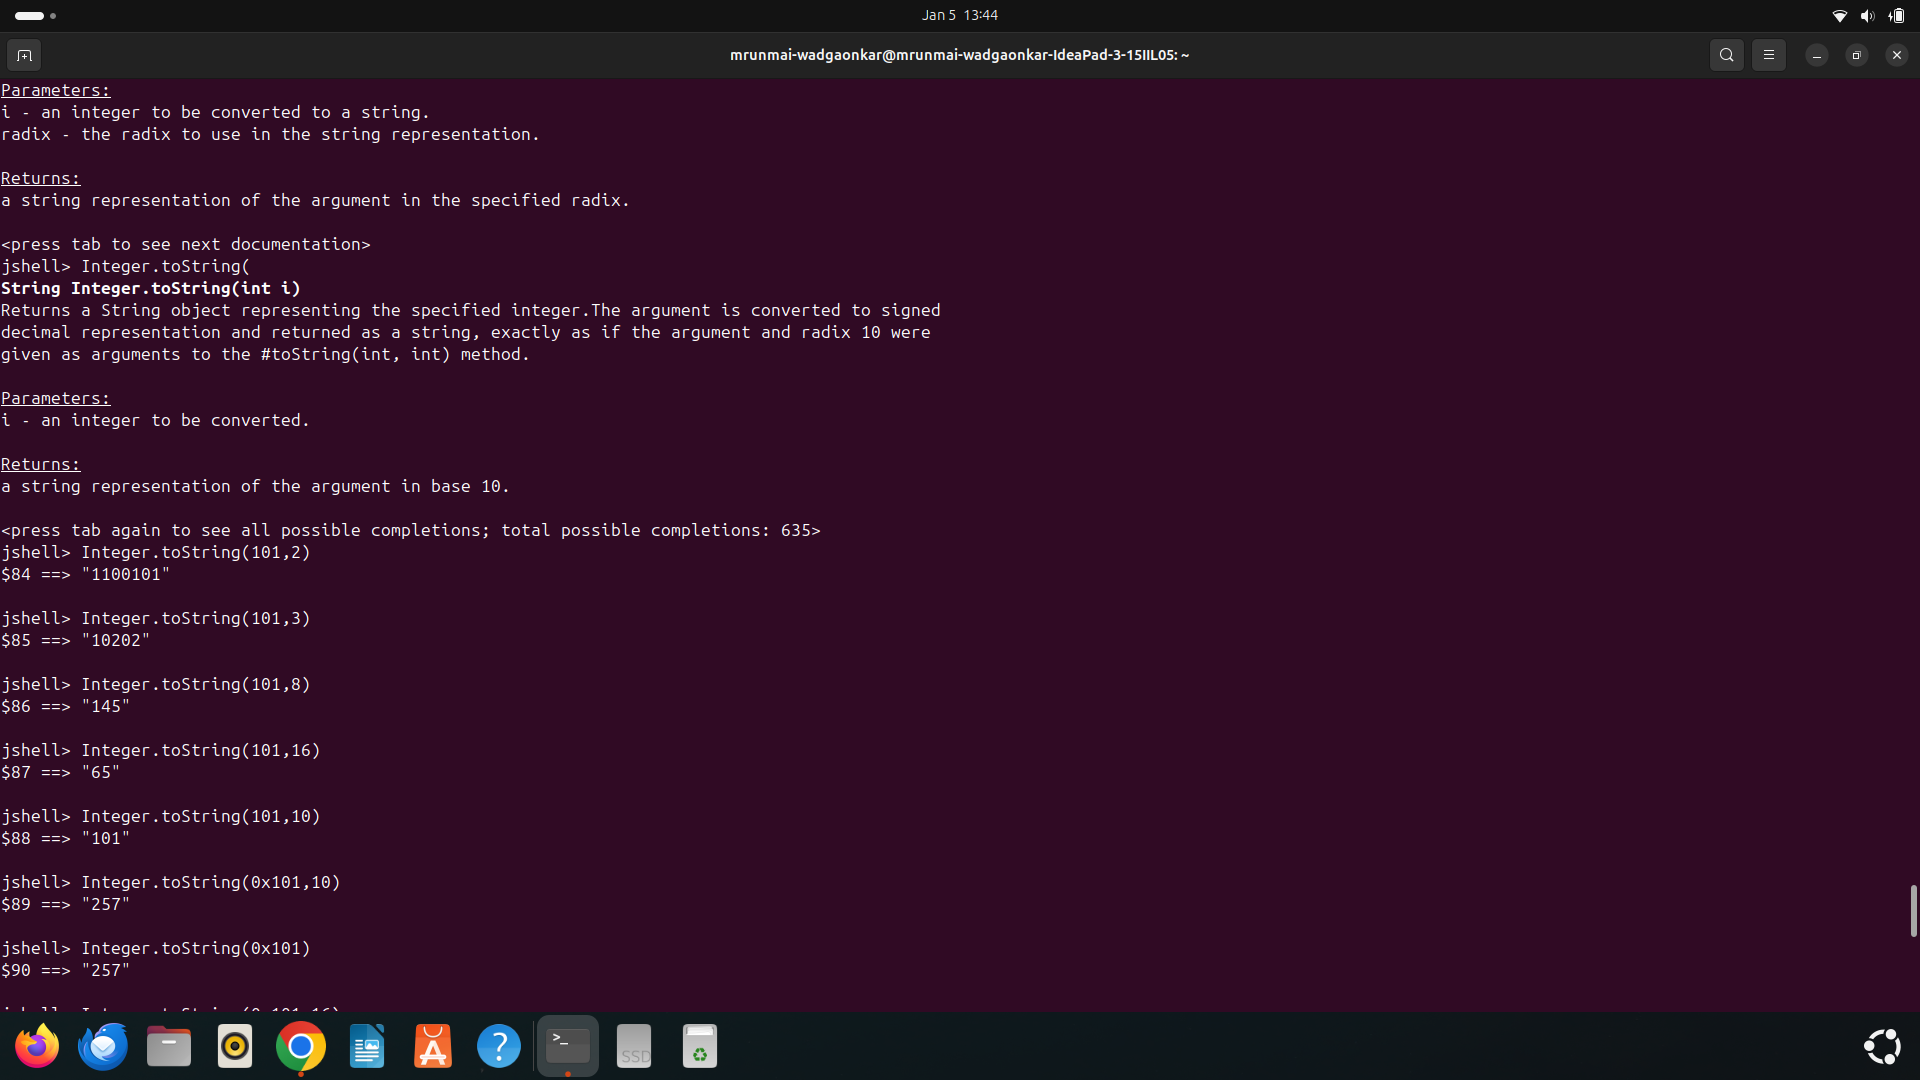 Jan 5 13:44
mrunmai-wadgaonkar@mrunmai-wadgaonkar-IdeaPad-3-15IIL05: ~
Parameters:
i - an integer to be converted to a string.
radix - the radix to use in the string representation.
Returns:
a string representation of the argument in the specified radix.
<press tab to see next documentation>
jshell> Integer.toString(
String Integer.toString(int i)
Returns a String object representing the specified integer.The argument is converted to signed
decimal representation and returned as a string, exactly as if the argument and radix 10 were
given as arguments to the #toString(int, int) method.
Parameters:
i - an integer to be converted.
Returns:
a string representation of the argument in base 10.
<press tab again to see all possible completions; total possible completions: 635>
jshell> Integer.toString(101,2)
$84 ==> "1100101"
jshell> Integer.toString(101,3)
$85 ==> "10202"
jshell> Integer.toString(101,8)
$86 ==> "145"
jshell> Integer.toString(101,16)
$87 ==> "65"
jshell> Integer.toString(101,10)
$88 ==> "101"
jshell> Integer.toString(0x101,10)
$89 ==> "257"
jshell> Integer.toString(0x101)
$90 ==> "257"
>_
?
SSD